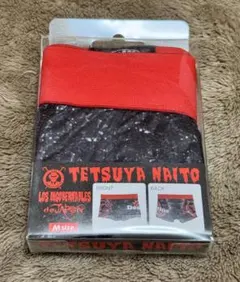 TETSUYA NAITO
LOS INGOBERNABLES
de JAPON
FRONT
BACK
M size